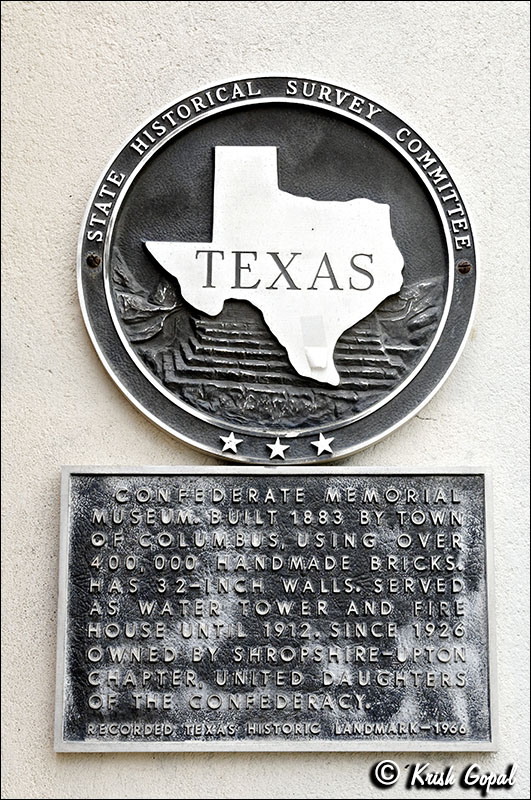 STATE HISTORICAL SURVEY COMMITTEE
TEXAS
CONFEDERATE MEMORIAL
MUSEUM. BUILT 1883 BY TOWN
OF COLUMBUS, USING OVER
400,000 HANDMADE BRICKS.
HAS 32-INCH WALLS. SERVED
AS WATER TOWER AND FIRE
HOUSE UNTIL 1912. SINCE 1926
OWNED BY SHROPSHIRE-UPTON
CHAPTER, UNITED DAUGHTERS
OF THE CONFEDERACY.
RECORDED TEXAS HISTORIC LANDMARK-1966
© Krish Gopal